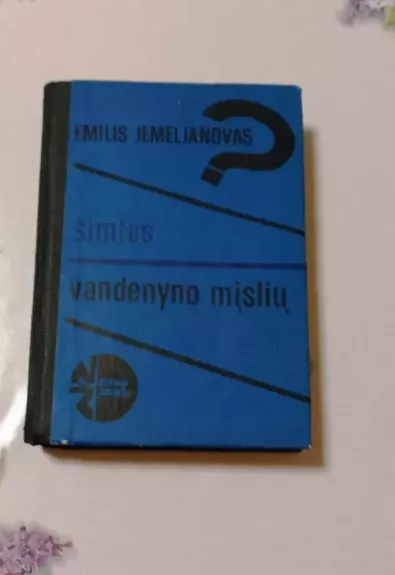 EMILIS JEMELJANOVAS
?
šimtas
vandenyno mįslių